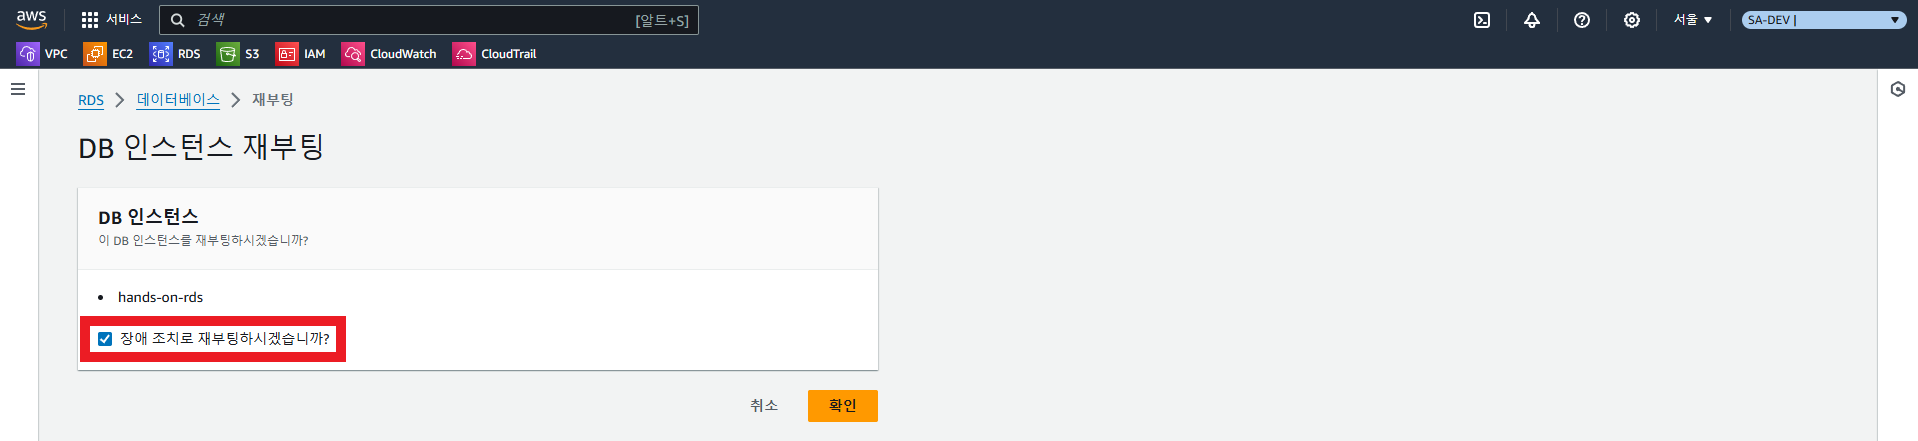 aws 서비스 검색 [알트+S] 서울 ▼ SA-DEV | ▼
VPC EC2 RDS S3 IAM CloudWatch CloudTrail
RDS > 데이터베이스 > 재부팅
DB 인스턴스 재부팅
DB 인스턴스
이 DB 인스턴스를 재부팅하시겠습니까?
• hands-on-rds
장애 조치로 재부팅하시겠습니까?
취소 확인